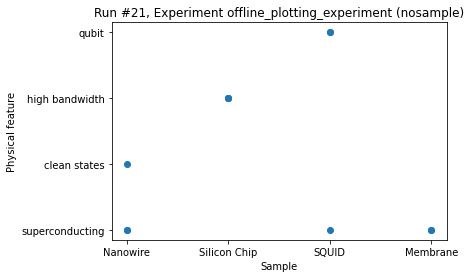 Run #21, Experiment offline_plotting_experiment (nosample)
qubit
high bandwidth
clean states
superconducting
Physical feature
Nanowire Silicon Chip SQUID Membrane
Sample